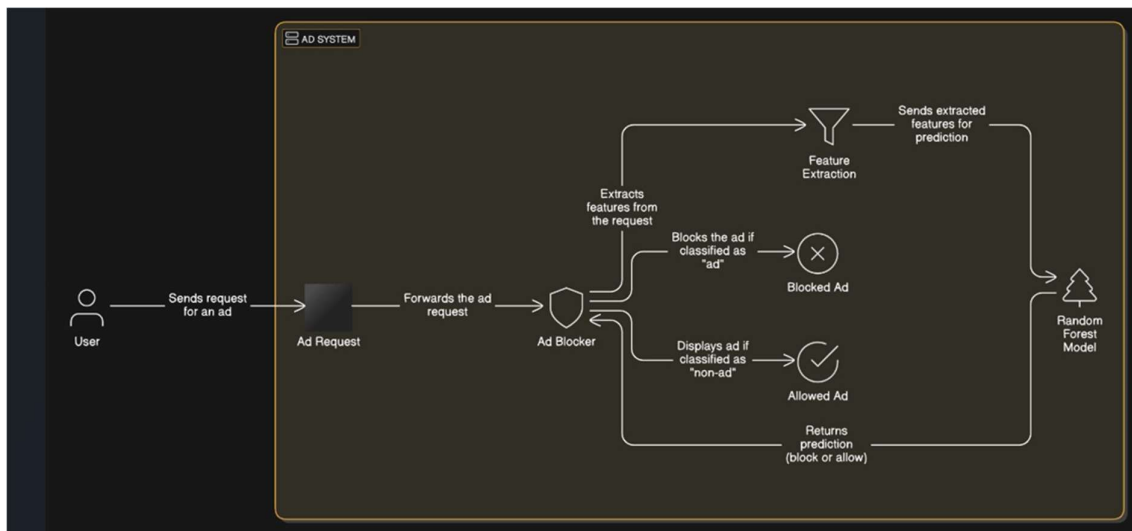 AD SYSTEM
Sends extracted
features for
prediction
Feature
Extraction
Extracts
features from
the request
Blocks the ad if
classified as
"ad"
Blocked Ad
Sends request
for an ad
Forwards the ad
request
User
Ad Request
Ad Blocker
Random
Forest
Model
Displays ad if
classified as
"non-ad"
Allowed Ad
Returns
prediction
(block or allow)